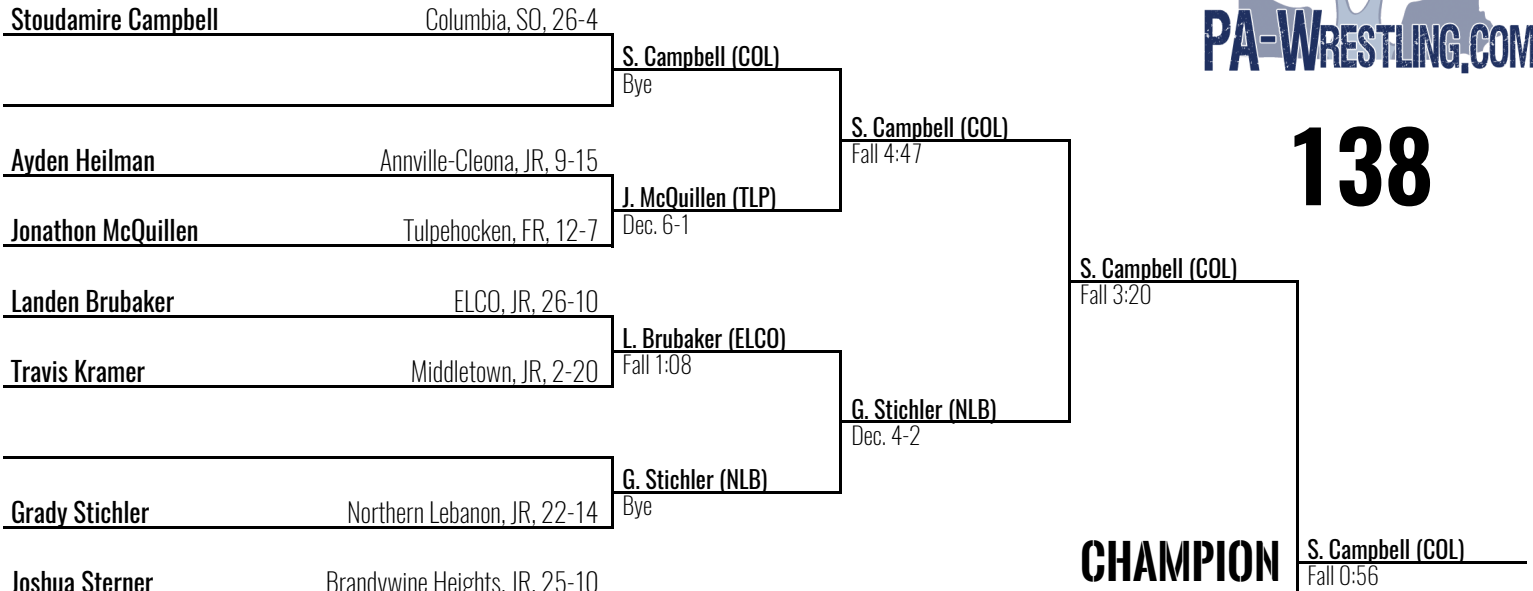 Stoudamire Campbell Columbia, SO, 26-4
S. Campbell (COL)
Bye
PA-WRESTLING.COM
138
S. Campbell (COL)
Fall 4:47
Ayden Heilman Annville-Cleona, JR, 9-15
J. McQuillen (TLP)
Dec. 6-1
Jonathon McQuillen Tulpehocken, FR, 12-7
S. Campbell (COL)
Fall 3:20
Landen Brubaker ELCO, JR, 26-10
L. Brubaker (ELCO)
Fall 1:08
Travis Kramer Middletown, JR, 2-20
G. Stichler (NLB)
Dec. 4-2
G. Stichler (NLB)
Bye
Grady Stichler Northern Lebanon, JR, 22-14
CHAMPION
S. Campbell (COL)
Fall 0:56
Joshua Sterner Brandywine Heights, JR, 25-10